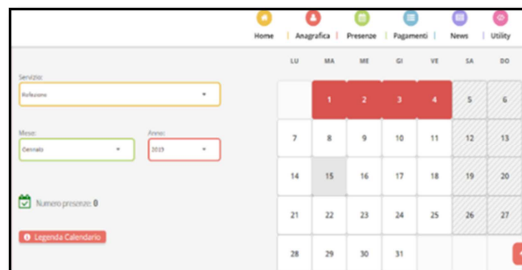 Home Anagrafica Presenze Pagamenti News Utility
LU MA ME GI VE SA DO
Servizio:
Refezione
1 2 3 4 5 6
Mese: Anno:
Gennaio 2019
7 8 9 10 11 12 13
14 15 16 17 18 19 20
Numero presenze: 0
21 22 23 24 25 26 27
Legenda Calendario
28 29 30 31